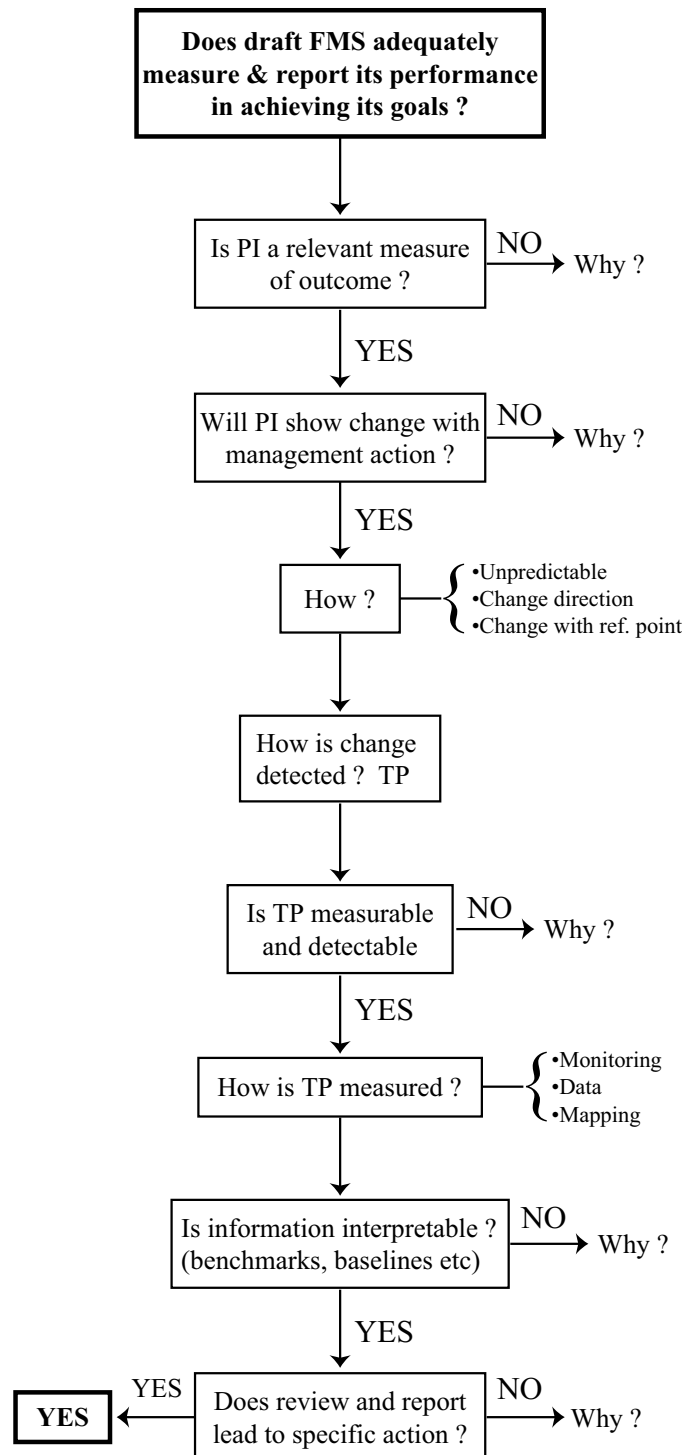 Does draft FMS adequately
measure & report its performance
in achieving its goals ?
Is PI a relevant measure
of outcome ?
NO
Why ?
YES
Will PI show change with
management action ?
NO
Why ?
YES
How ?
•Unpredictable
•Change direction
•Change with ref. point
How is change
detected ? TP
Is TP measurable
and detectable
NO
Why ?
YES
How is TP measured ?
•Monitoring
•Data
•Mapping
Is information interpretable ?
(benchmarks, baselines etc)
NO
Why ?
YES
Does review and report
lead to specific action ?
NO
Why ?
YES
YES